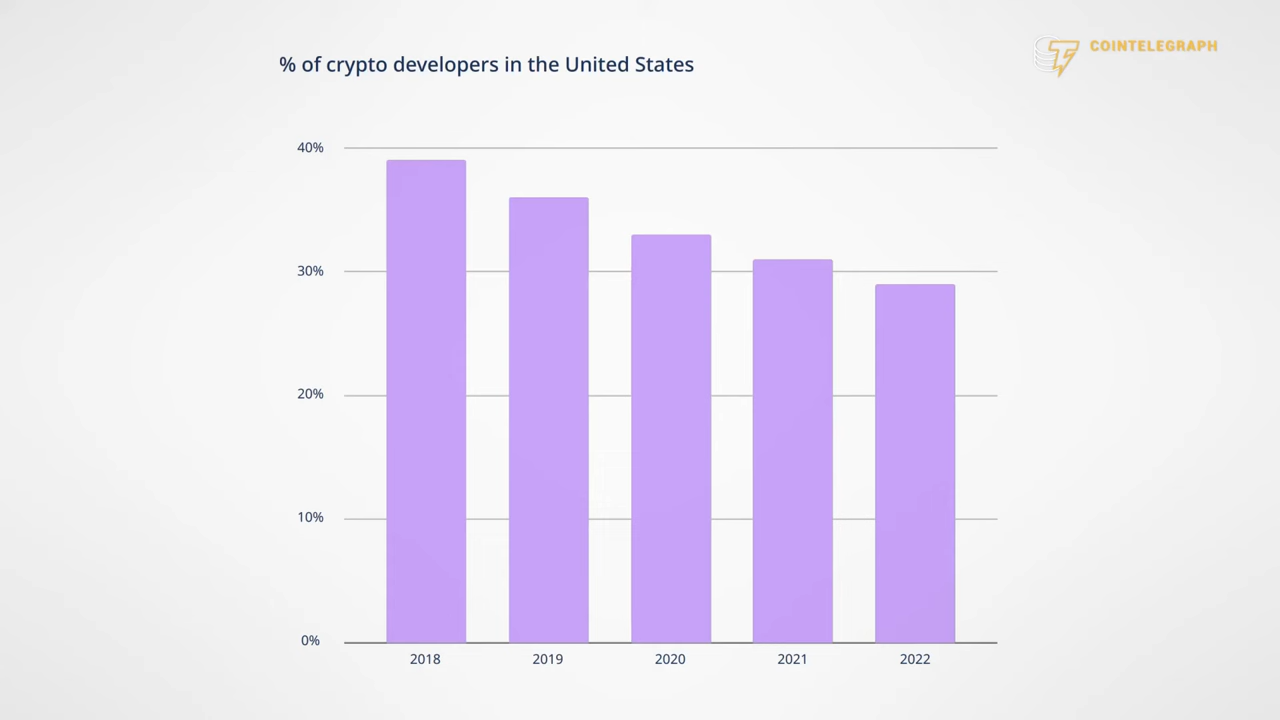 % of crypto developers in the United States
COINTELEGRAPH
40%
30%
20%
10%
0%
2018 2019 2020 2021 2022